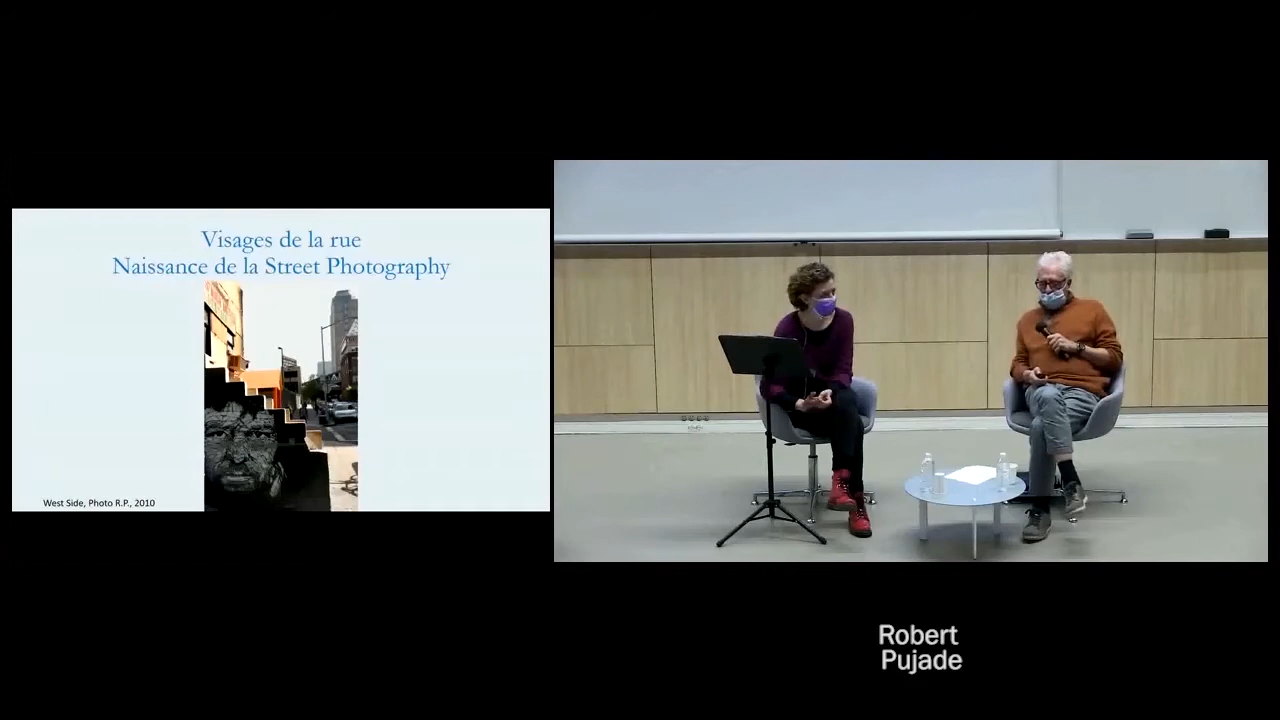 Visages de la rue
Naissance de la Street Photography
West Side, Photo R.P., 2010
Robert
Pujade